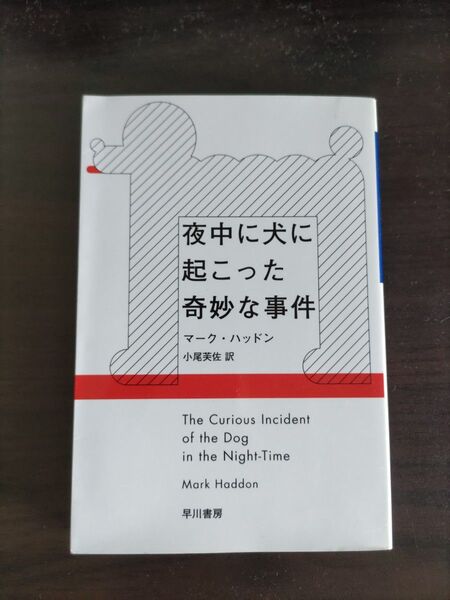 夜中に犬に
起こった
奇妙な事件
マーク・ハッドン
小尾芙佐 訳
The Curious Incident
of the Dog
in the Night-Time
Mark Haddon
早川書房